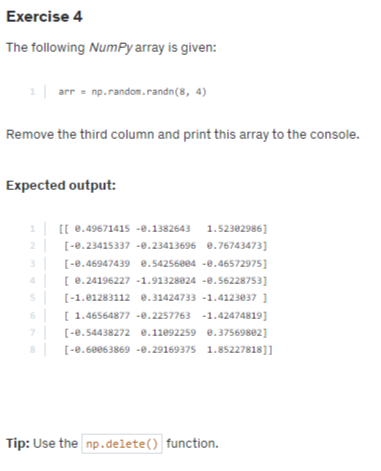 Exercise 4
The following NumPy array is given:
1 arr = np.random.randn(8, 4)
Remove the third column and print this array to the console.
Expected output:
1 [[ 0.49671415 -0.1382643   1.52302986]
2  [-0.23415337 -0.23413696  0.76743473]
3  [-0.46947439  0.54256004 -0.46572975]
4  [ 0.24196227 -1.91328024 -0.56228753]
5  [-1.01283112  0.31424733 -1.4123037 ]
6  [ 1.46564877 -0.2257763  -1.42474819]
7  [-0.54438272  0.11092259  0.37569802]
8  [-0.60063869 -0.29169375  1.85227818]]
Tip: Use the np.delete() function.